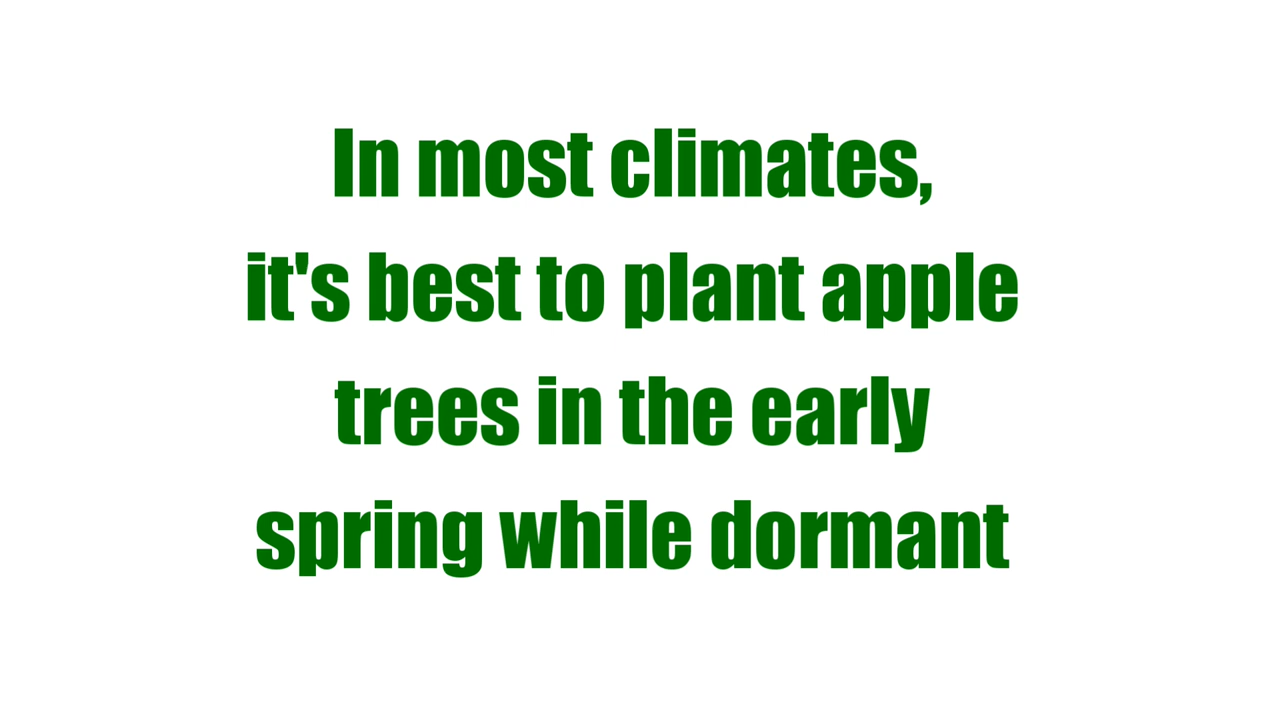 In most climates,
it's best to plant apple
trees in the early
spring while dormant